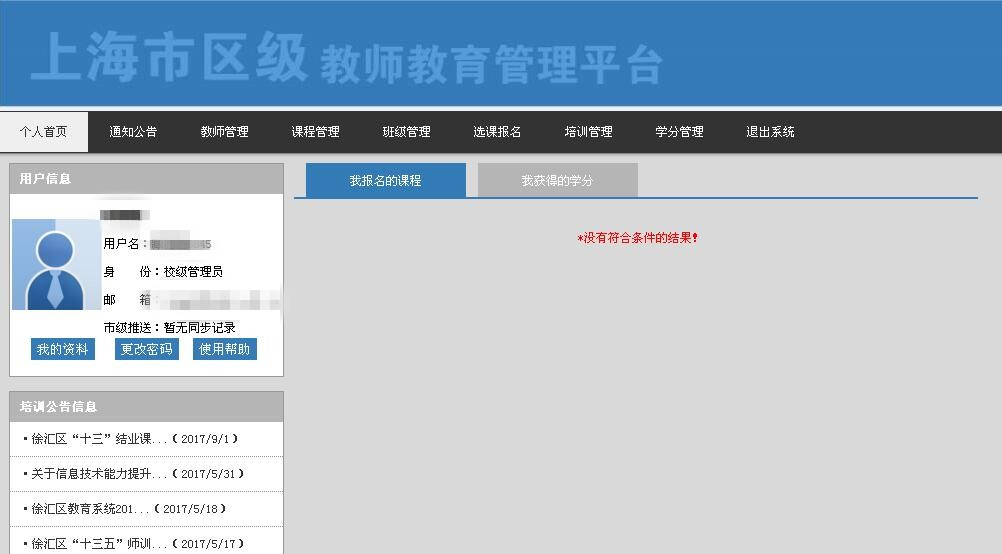 上海市区级 教师教育管理平台
个人首页 通知公告 教师管理 课程管理 班级管理 选课报名 培训管理 学分管理 退出系统
用户信息
用户名：
身　份：校级管理员
邮　箱：
市级推送：暂无同步记录
我的资料 更改密码 使用帮助
培训公告信息
▪徐汇区“十三”结业课...（2017/9/1）
▪关于信息技术能力提升...（2017/5/31）
▪徐汇区教育系统201...（2017/5/18）
▪徐汇区“十三五”师训...（2017/5/17）
我报名的课程 我获得的学分
*没有符合条件的结果!